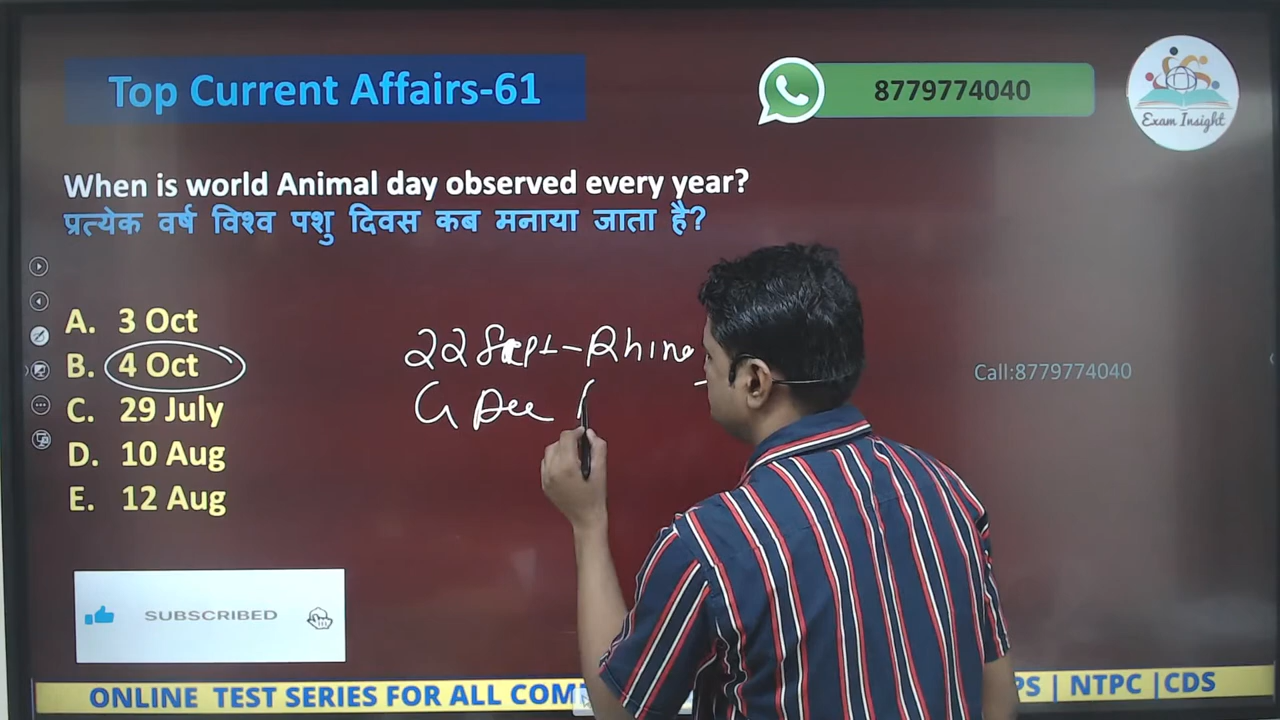 Top Current Affairs-61
8779774040
Exam Insight
When is world Animal day observed every year?
प्रत्येक वर्ष विश्व पशु दिवस कब मनाया जाता है?
A. 3 Oct
B. 4 Oct
C. 29 July
D. 10 Aug
E. 12 Aug
22 Sept - Rhino
4 Dec
Call:8779774040
SUBSCRIBED
ONLINE TEST SERIES FOR ALL COM
PS | NTPC |CDS